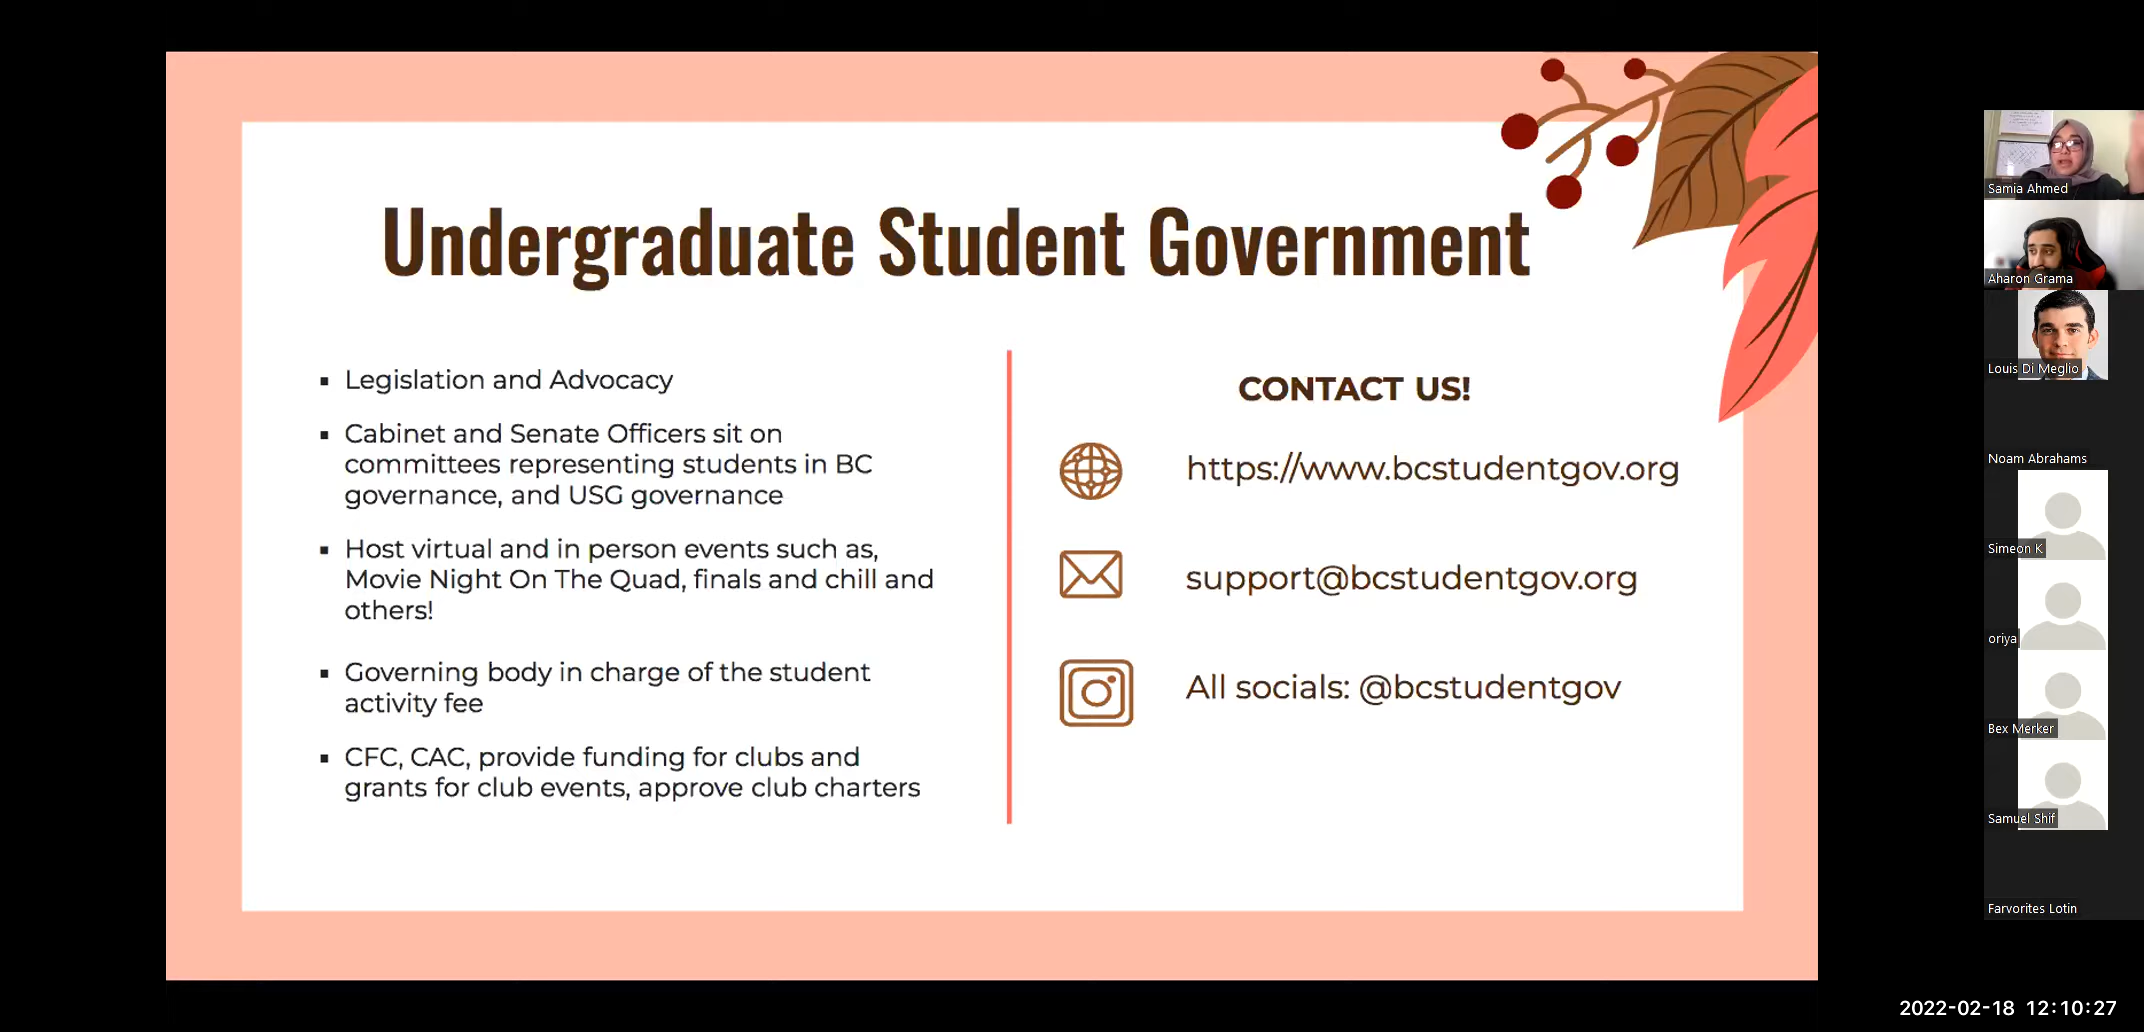 Undergraduate Student Government
▪ Legislation and Advocacy
▪ Cabinet and Senate Officers sit on
committees representing students in BC
governance, and USG governance
▪ Host virtual and in person events such as,
Movie Night On The Quad, finals and chill and
others!
▪ Governing body in charge of the student
activity fee
▪ CFC, CAC, provide funding for clubs and
grants for club events, approve club charters
CONTACT US!
https://www.bcstudentgov.org
support@bcstudentgov.org
All socials: @bcstudentgov
Samia Ahmed
Aharon Grama
Louis Di Meglio
Noam Abrahams
Simeon K
oriya
Bex Merker
Samuel Shif
Farvorites Lotin
2022-02-18 12:10:27